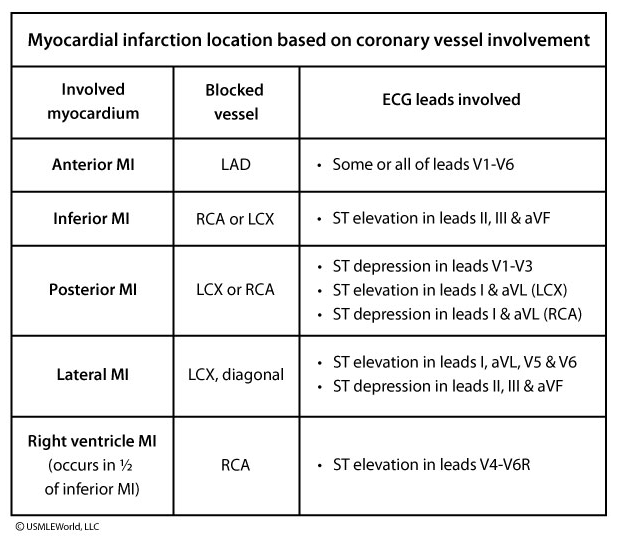 Myocardial infarction location based on coronary vessel involvement
Involved
myocardium
Blocked
vessel
ECG leads involved
Anterior MI
LAD
• Some or all of leads V1-V6
Inferior MI
RCA or LCX
• ST elevation in leads II, III & aVF
Posterior MI
LCX or RCA
• ST depression in leads V1-V3
• ST elevation in leads I & aVL (LCX)
• ST depression in leads I & aVL (RCA)
Lateral MI
LCX, diagonal
• ST elevation in leads I, aVL, V5 & V6
• ST depression in leads II, III & aVF
Right ventricle MI
(occurs in ½
of inferior MI)
RCA
• ST elevation in leads V4-V6R
© USMLEWorld, LLC